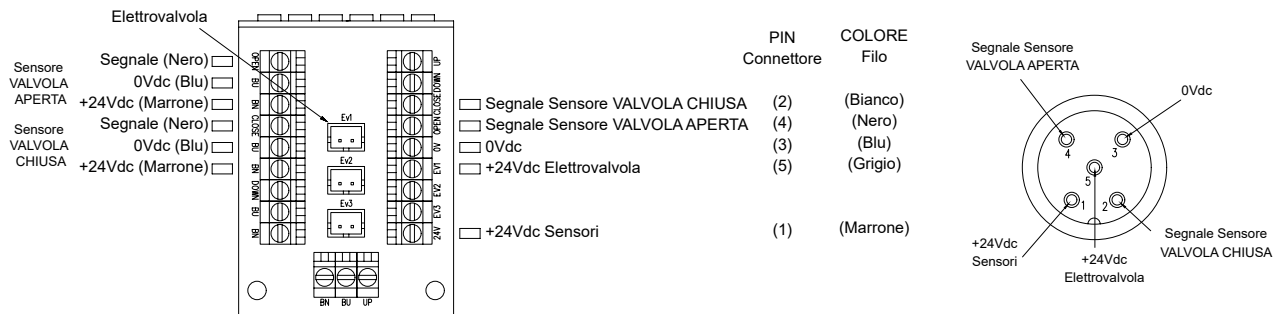 Elettrovalvola
Sensore
VALVOLA
APERTA
Segnale (Nero)
0Vdc (Blu)
+24Vdc (Marrone)
Sensore
VALVOLA
CHIUSA
Segnale (Nero)
0Vdc (Blu)
+24Vdc (Marrone)
OPEN
BU
BN
CLOSE
BU
BN
DOWN
BU
BN
Ev1
Ev2
Ev3
BN BU UP
UP
DOWN
CLOSE
OPEN
0V
EV1
EV2
EV3
24V
PIN
Connettore
COLORE
Filo
Segnale Sensore VALVOLA CHIUSA (2) (Bianco)
Segnale Sensore VALVOLA APERTA (4) (Nero)
0Vdc (3) (Blu)
+24Vdc Elettrovalvola (5) (Grigio)
+24Vdc Sensori (1) (Marrone)
Segnale Sensore
VALVOLA APERTA
0Vdc
4
3
5
1
2
+24Vdc
Sensori
+24Vdc
Elettrovalvola
Segnale Sensore
VALVOLA CHIUSA